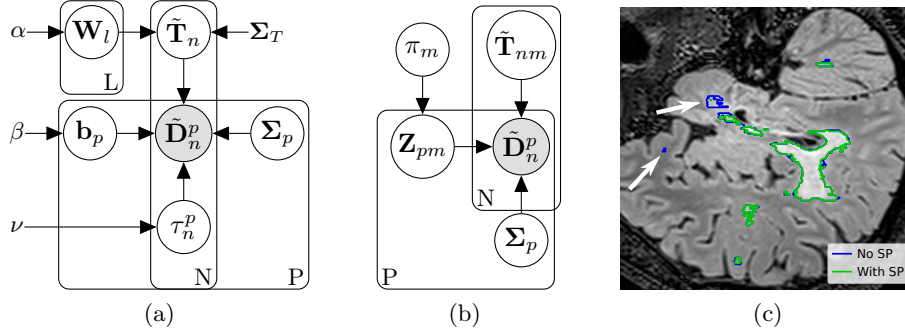 α
W_l
T̃_n
Σ_T
L
β
b_p
D̃_n^p
Σ_p
ν
τ_n^p
N
P
(a)
π_m
T̃_nm
Z_pm
D̃_n^p
N
Σ_p
P
(b)
No SP
With SP
(c)